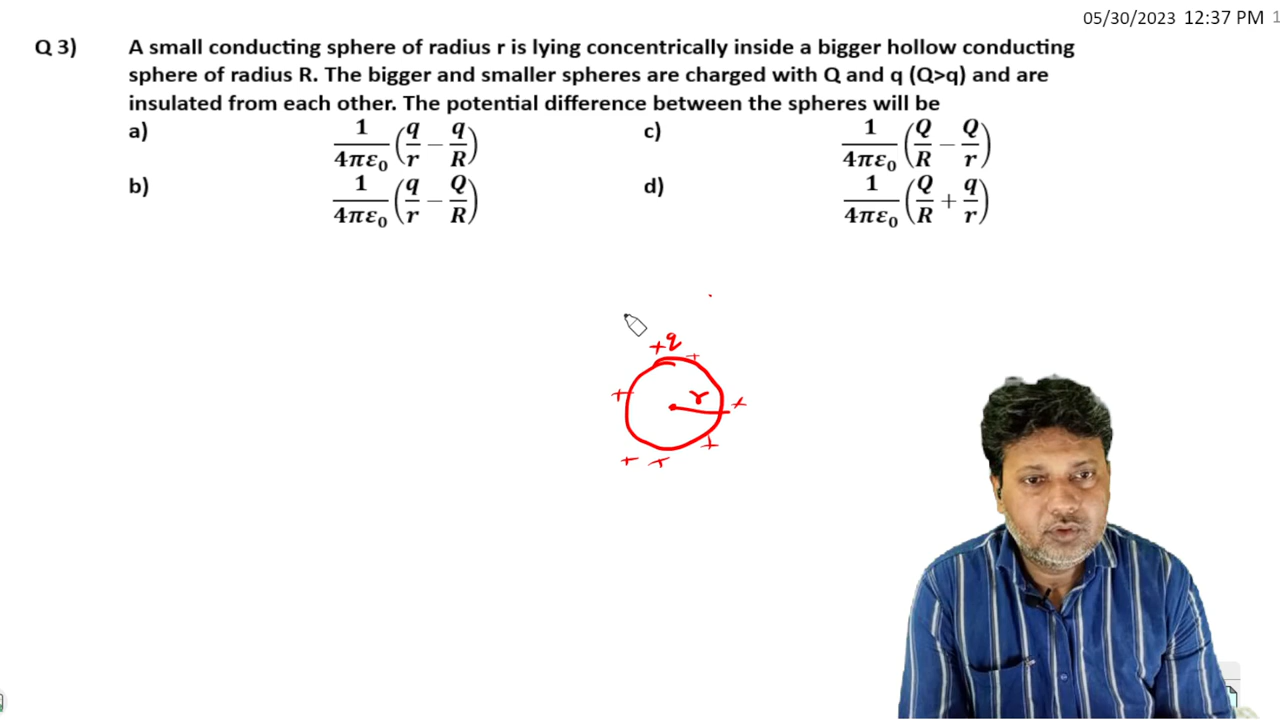 05/30/2023 12:37 PM 1
Q 3) A small conducting sphere of radius r is lying concentrically inside a bigger hollow conducting
sphere of radius R. The bigger and smaller spheres are charged with Q and q (Q>q) and are
insulated from each other. The potential difference between the spheres will be
a) 1/4πε₀ (q/r − q/R) c) 1/4πε₀ (Q/R − Q/r)
b) 1/4πε₀ (q/r − Q/R) d) 1/4πε₀ (Q/R + q/r)
+q +
+ r +
+ + +